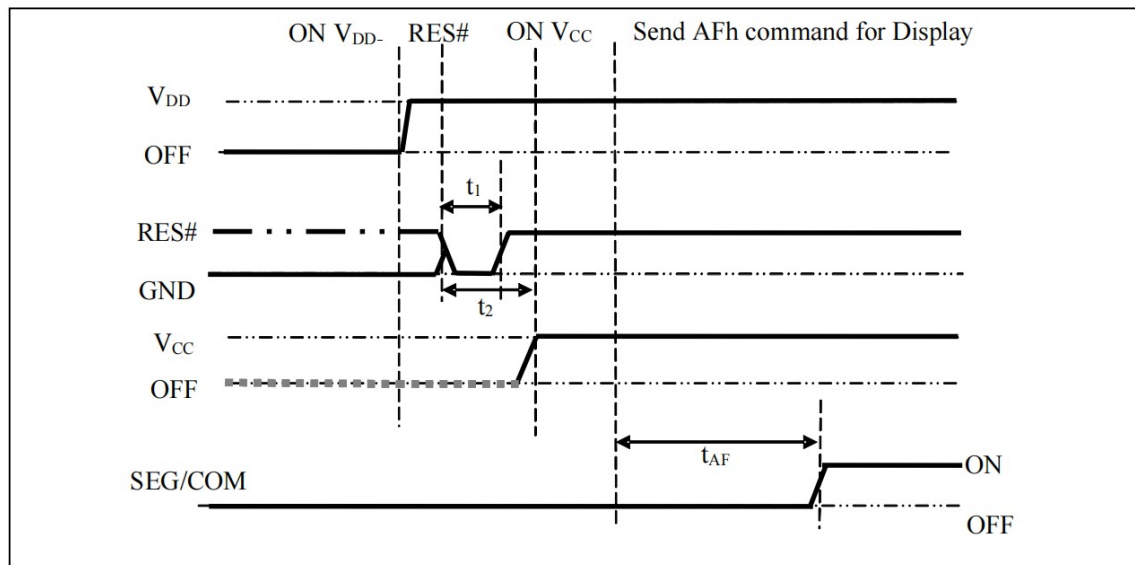 ON VDD- RES# ON VCC Send AFh command for Display
VDD
OFF
t1
RES#
GND
t2
VCC
OFF
tAF
ON
SEG/COM
OFF